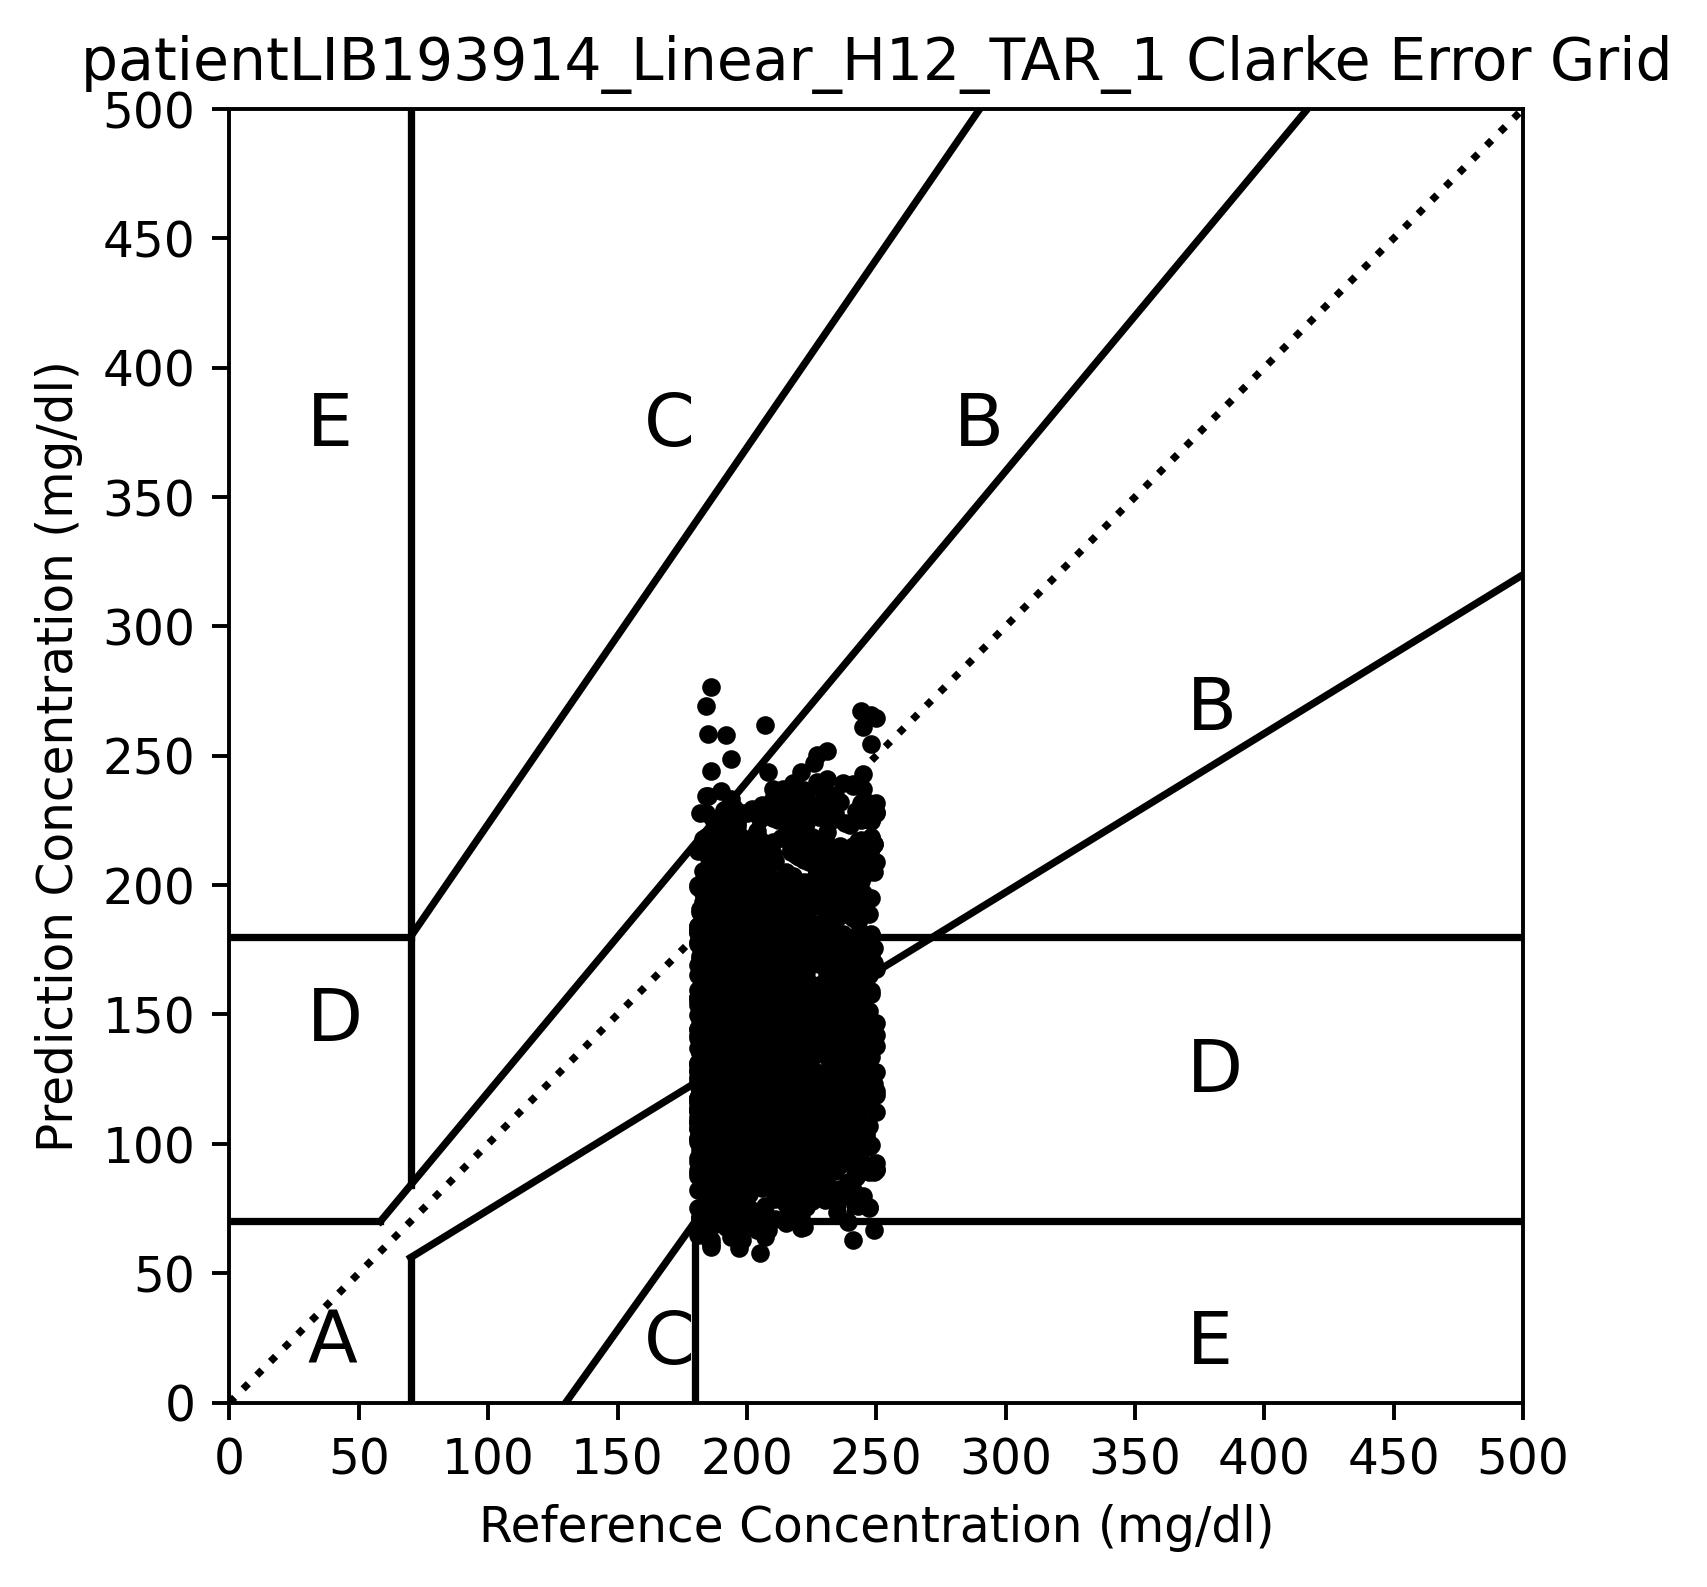 patientLIB193914_Linear_H12_TAR_1 Clarke Error Grid
Prediction Concentration (mg/dl)
500
450
400
350
300
250
200
150
100
50
0
E
C
B
B
D
D
A
C
E
0 50 100 150 200 250 300 350 400 450 500
Reference Concentration (mg/dl)